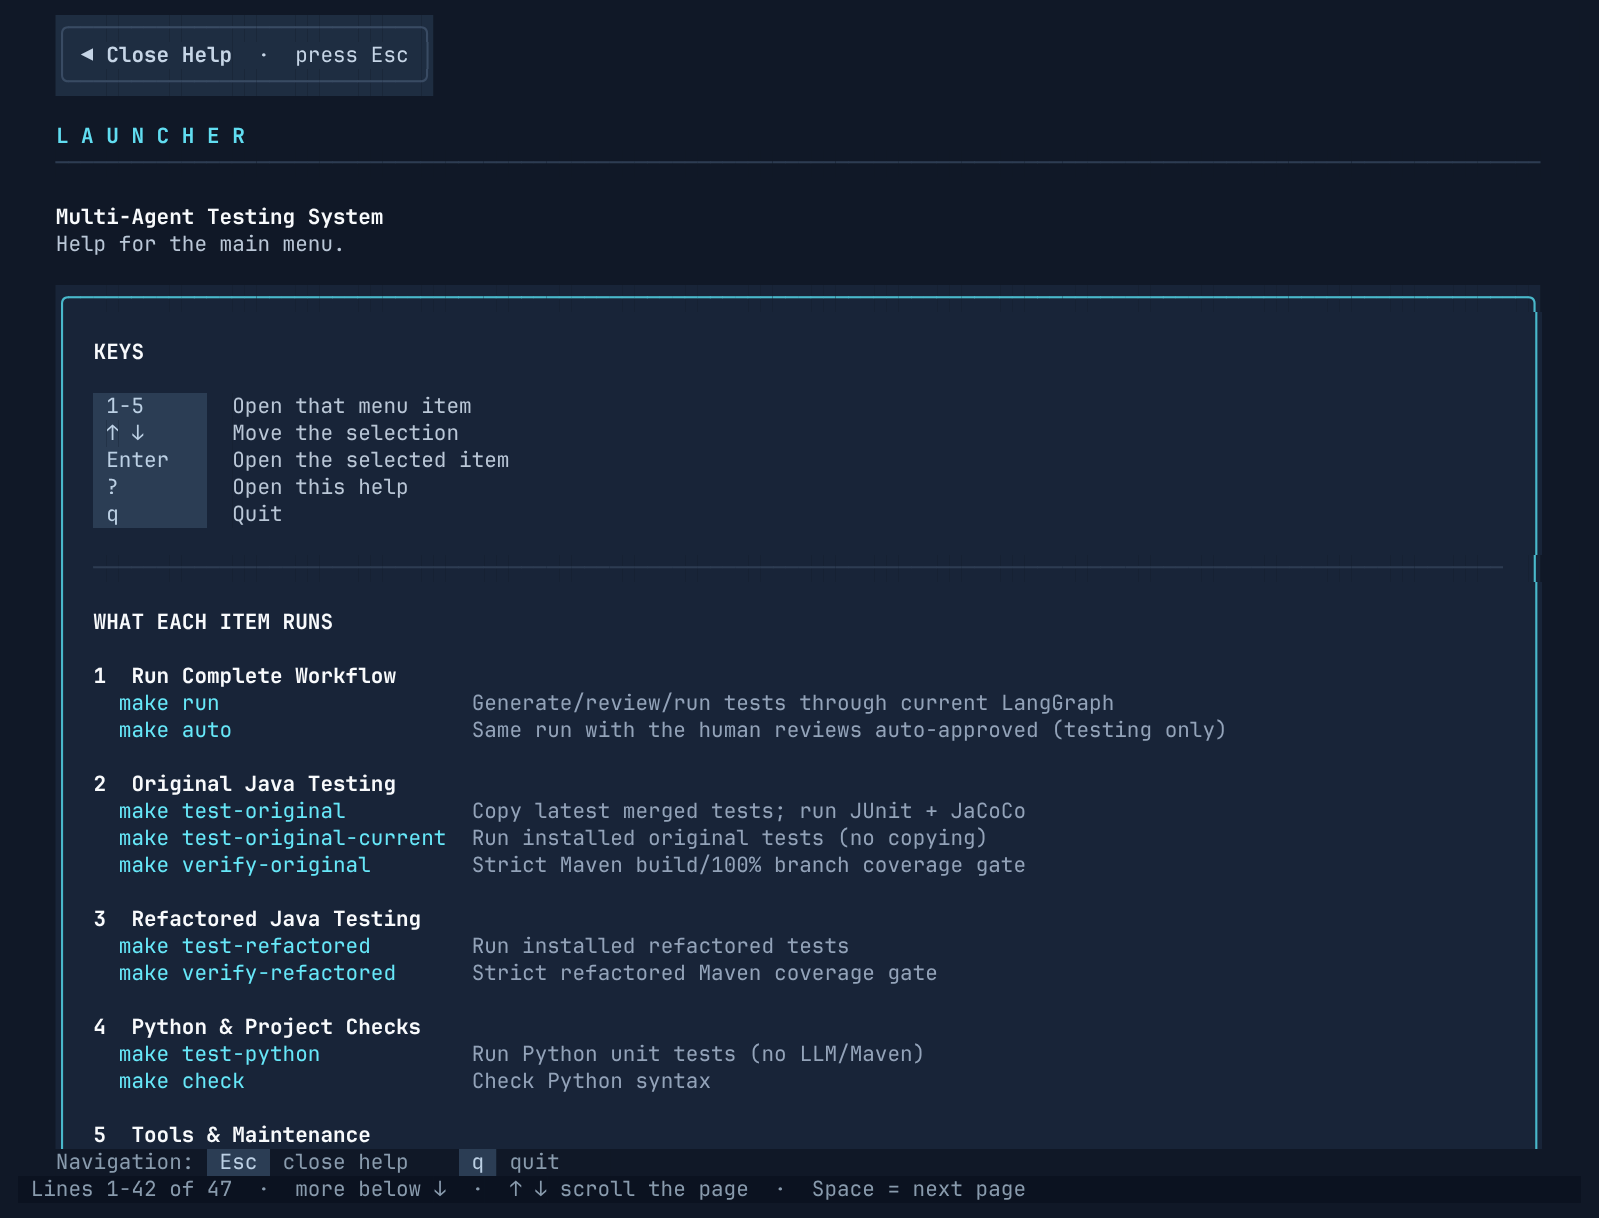 ◄ Close Help · press Esc
LAUNCHER
Multi-Agent Testing System
Help for the main menu.
KEYS
1-5 Open that menu item
↑ ↓ Move the selection
Enter Open the selected item
? Open this help
q Quit
WHAT EACH ITEM RUNS
1 Run Complete Workflow
make run Generate/review/run tests through current LangGraph
make auto Same run with the human reviews auto-approved (testing only)
2 Original Java Testing
make test-original Copy latest merged tests; run JUnit + JaCoCo
make test-original-current Run installed original tests (no copying)
make verify-original Strict Maven build/100% branch coverage gate
3 Refactored Java Testing
make test-refactored Run installed refactored tests
make verify-refactored Strict refactored Maven coverage gate
4 Python & Project Checks
make test-python Run Python unit tests (no LLM/Maven)
make check Check Python syntax
5 Tools & Maintenance
Navigation: Esc close help q quit
Lines 1-42 of 47 · more below ↓ · ↑ ↓ scroll the page · Space = next page